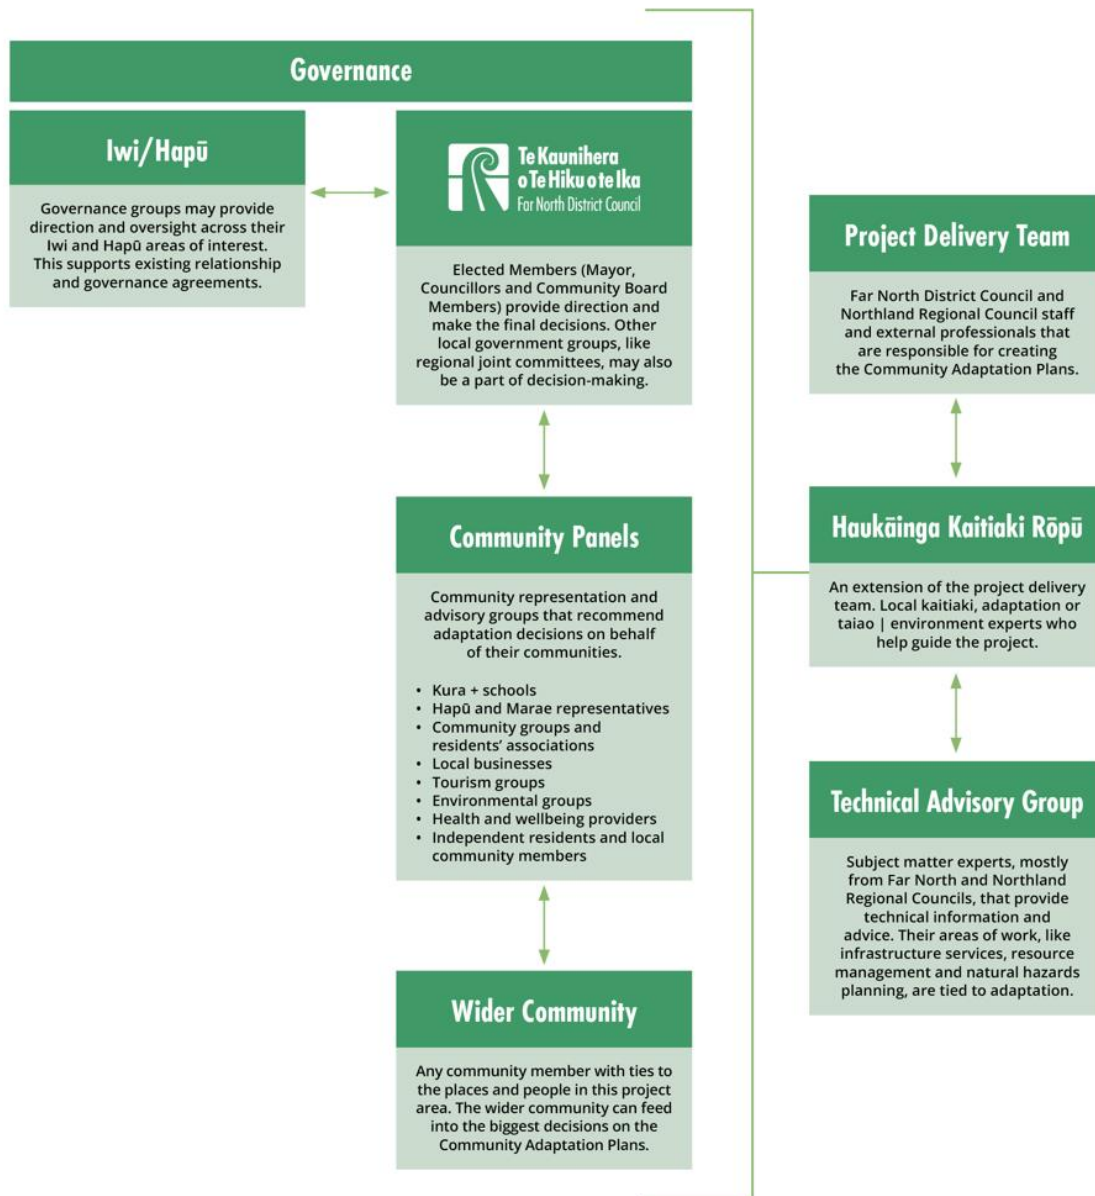 Governance
Iwi/Hapū
Governance groups may provide
direction and oversight across their
Iwi and Hapū areas of interest.
This supports existing relationship
and governance agreements.
Te Kaunihera
o Te Hiku o te Ika
Far North District Council
Elected Members (Mayor,
Councillors and Community Board
Members) provide direction and
make the final decisions. Other
local government groups, like
regional joint committees, may also
be a part of decision-making.
Community Panels
Community representation and
advisory groups that recommend
adaptation decisions on behalf
of their communities.
• Kura + schools
• Hapū and Marae representatives
• Community groups and
residents’ associations
• Local businesses
• Tourism groups
• Environmental groups
• Health and wellbeing providers
• Independent residents and local
community members
Wider Community
Any community member with ties to
the places and people in this project
area. The wider community can feed
into the biggest decisions on the
Community Adaptation Plans.
Project Delivery Team
Far North District Council and
Northland Regional Council staff
and external professionals that
are responsible for creating
the Community Adaptation Plans.
Haukāinga Kaitiaki Rōpū
An extension of the project delivery
team. Local kaitiaki, adaptation or
taiao | environment experts who
help guide the project.
Technical Advisory Group
Subject matter experts, mostly
from Far North and Northland
Regional Councils, that provide
technical information and
advice. Their areas of work, like
infrastructure services, resource
management and natural hazards
planning, are tied to adaptation.